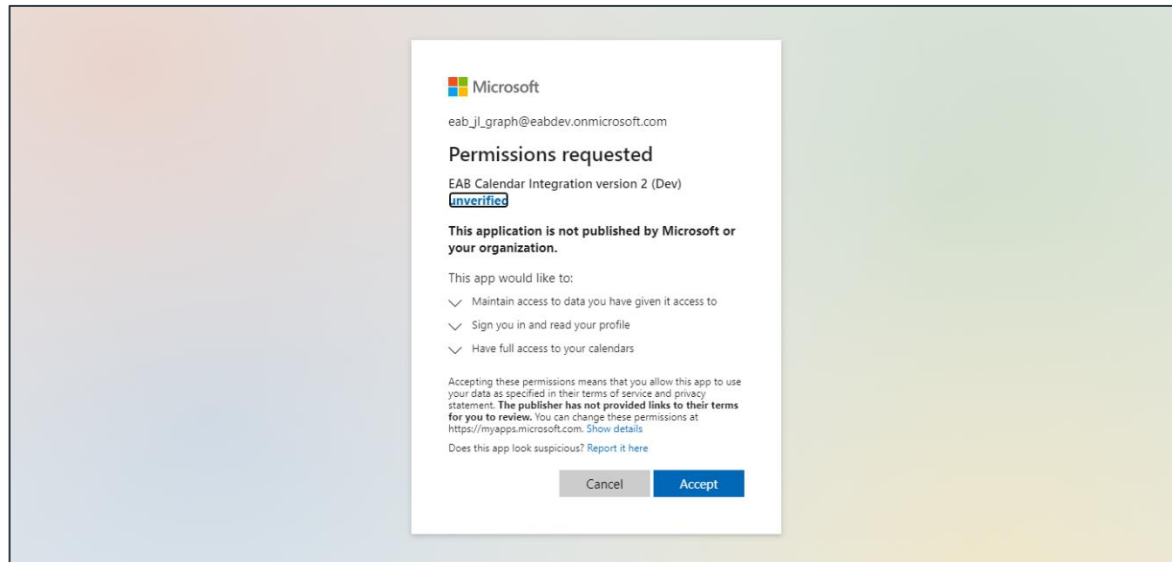 Microsoft
eab_jl_graph@eabdev.onmicrosoft.com
Permissions requested
EAB Calendar Integration version 2 (Dev)
unverified
This application is not published by Microsoft or
your organization.
This app would like to:
Maintain access to data you have given it access to
Sign you in and read your profile
Have full access to your calendars
Accepting these permissions means that you allow this app to use
your data as specified in their terms of service and privacy
statement. The publisher has not provided links to their terms
for you to review. You can change these permissions at
https://myapps.microsoft.com. Show details
Does this app look suspicious? Report it here
Cancel Accept